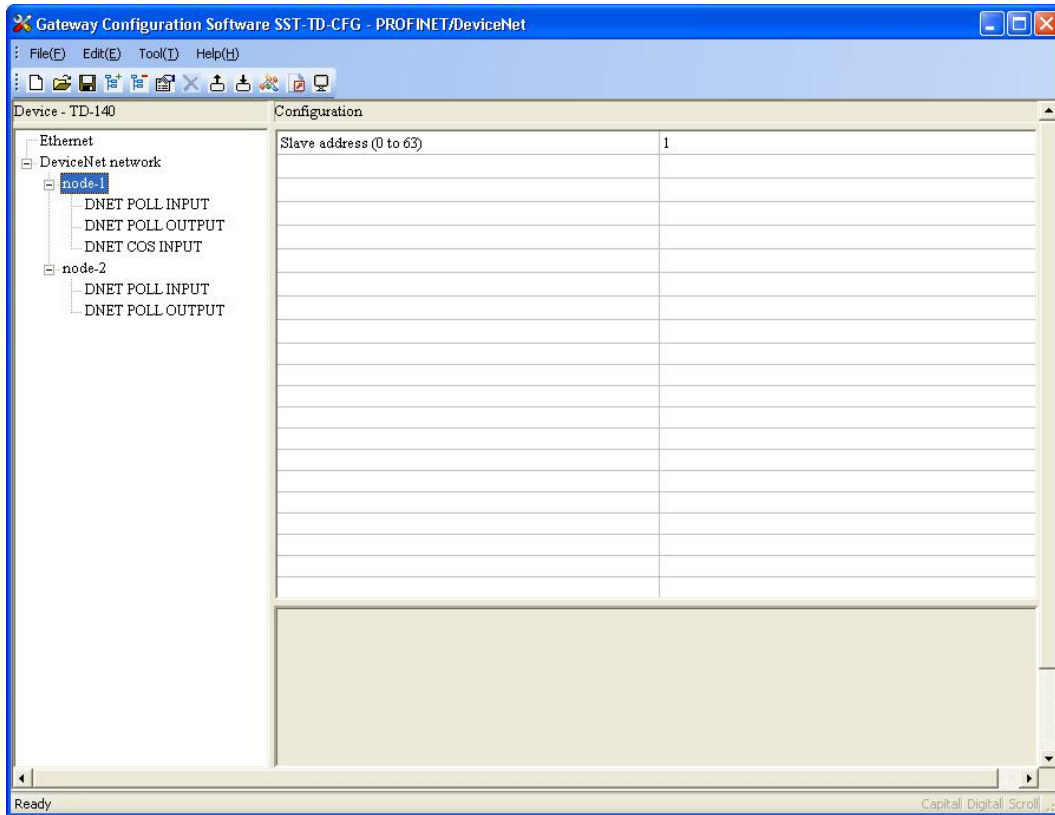 Gateway Configuration Software SST-TD-CFG - PROFINET/DeviceNet
File(F) Edit(E) Tool(T) Help(H)
Device - TD-140
Configuration
Ethernet
DeviceNet network
node-1
DNET POLL INPUT
DNET POLL OUTPUT
DNET COS INPUT
node-2
DNET POLL INPUT
DNET POLL OUTPUT
Slave address (0 to 63) 1
Ready
Capital Digital Scroll